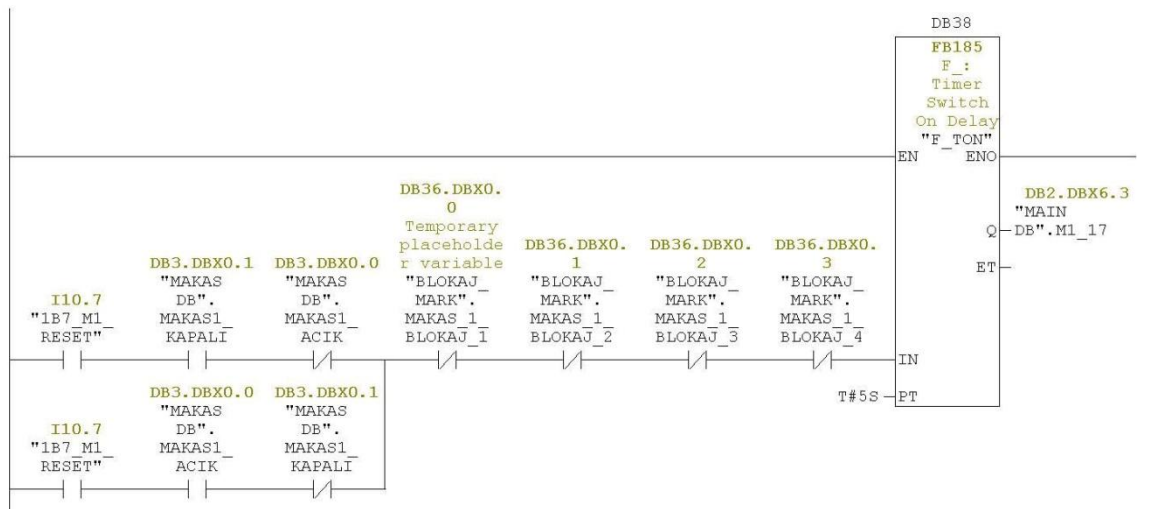 DB38
FB185
F_:
Timer
Switch
On Delay
"F_TON"
EN ENO
DB36.DBX0.
0
Temporary
placeholde
r variable
"BLOKAJ_
MARK".
MAKAS_1_
BLOKAJ_1
DB36.DBX0.
1
"BLOKAJ_
MARK".
MAKAS_1_
BLOKAJ_2
DB36.DBX0.
2
"BLOKAJ_
MARK".
MAKAS_1_
BLOKAJ_3
DB36.DBX0.
3
"BLOKAJ_
MARK".
MAKAS_1_
BLOKAJ_4
DB2.DBX6.3
"MAIN
Q DB".M1_17
ET
I10.7
"1B7_M1_
RESET"
DB3.DBX0.1
"MAKAS
DB".
MAKAS1_
KAPALI
DB3.DBX0.0
"MAKAS
DB".
MAKAS1_
ACIK
IN
T#5S PT
I10.7
"1B7_M1_
RESET"
DB3.DBX0.0
"MAKAS
DB".
MAKAS1_
ACIK
DB3.DBX0.1
"MAKAS
DB".
MAKAS1_
KAPALI